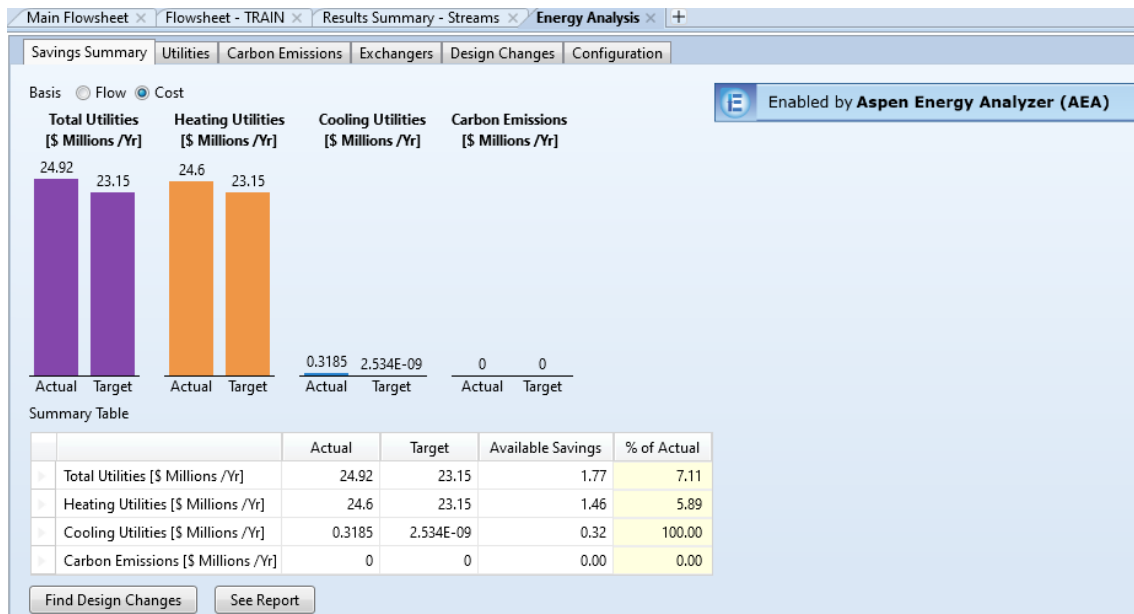 Main Flowsheet × Flowsheet - TRAIN × Results Summary - Streams × Energy Analysis × +
Savings Summary Utilities Carbon Emissions Exchangers Design Changes Configuration
Basis Flow Cost
Enabled by Aspen Energy Analyzer (AEA)
Total Utilities Heating Utilities Cooling Utilities Carbon Emissions
[$ Millions /Yr] [$ Millions /Yr] [$ Millions /Yr] [$ Millions /Yr]
24.92 23.15 24.6 23.15 0.3185 2.534E-09 0 0
Actual Target Actual Target Actual Target Actual Target
Summary Table
Actual Target Available Savings % of Actual
Total Utilities [$ Millions /Yr] 24.92 23.15 1.77 7.11
Heating Utilities [$ Millions /Yr] 24.6 23.15 1.46 5.89
Cooling Utilities [$ Millions /Yr] 0.3185 2.534E-09 0.32 100.00
Carbon Emissions [$ Millions /Yr] 0 0 0.00 0.00
Find Design Changes See Report